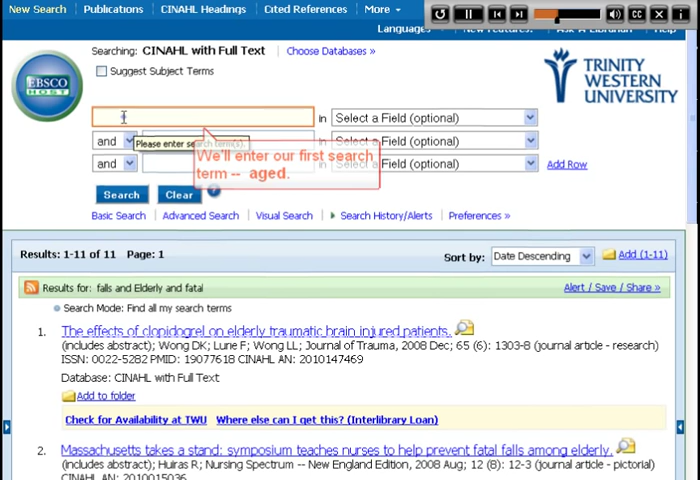 New Search Publications CINAHL Headings Cited References More
CC
Languages New Features! Ask A Librarian Help
Searching: CINAHL with Full Text Choose Databases »
Suggest Subject Terms
EBSCO
HOST
TRINITY
WESTERN
UNIVERSITY
in Select a Field (optional)
and Please enter search term(s). in Select a Field (optional)
We'll enter our first search
term -- aged.
and Select a Field (optional) Add Row
Search Clear ?
Basic Search Advanced Search Visual Search Search History/Alerts Preferences »
Results: 1-11 of 11 Page: 1 Sort by: Date Descending Add (1-11)
Results for: falls and Elderly and fatal Alert / Save / Share »
Search Mode: Find all my search terms
1. The effects of clopidogrel on elderly traumatic brain injured patients.
(includes abstract); Wong DK; Lurie F; Wong LL; Journal of Trauma, 2008 Dec; 65 (6): 1303-8 (journal article - research)
ISSN: 0022-5282 PMID: 19077618 CINAHL AN: 2010147469
Database: CINAHL with Full Text
Add to folder
Check for Availability at TWU Where else can I get this? (Interlibrary Loan)
2. Massachusetts takes a stand: symposium teaches nurses to help prevent fatal falls among elderly.
(includes abstract); Huiras R; Nursing Spectrum -- New England Edition, 2008 Aug; 12 (8): 12-3 (journal article - pictorial)
CINAHL AN: 2010015036